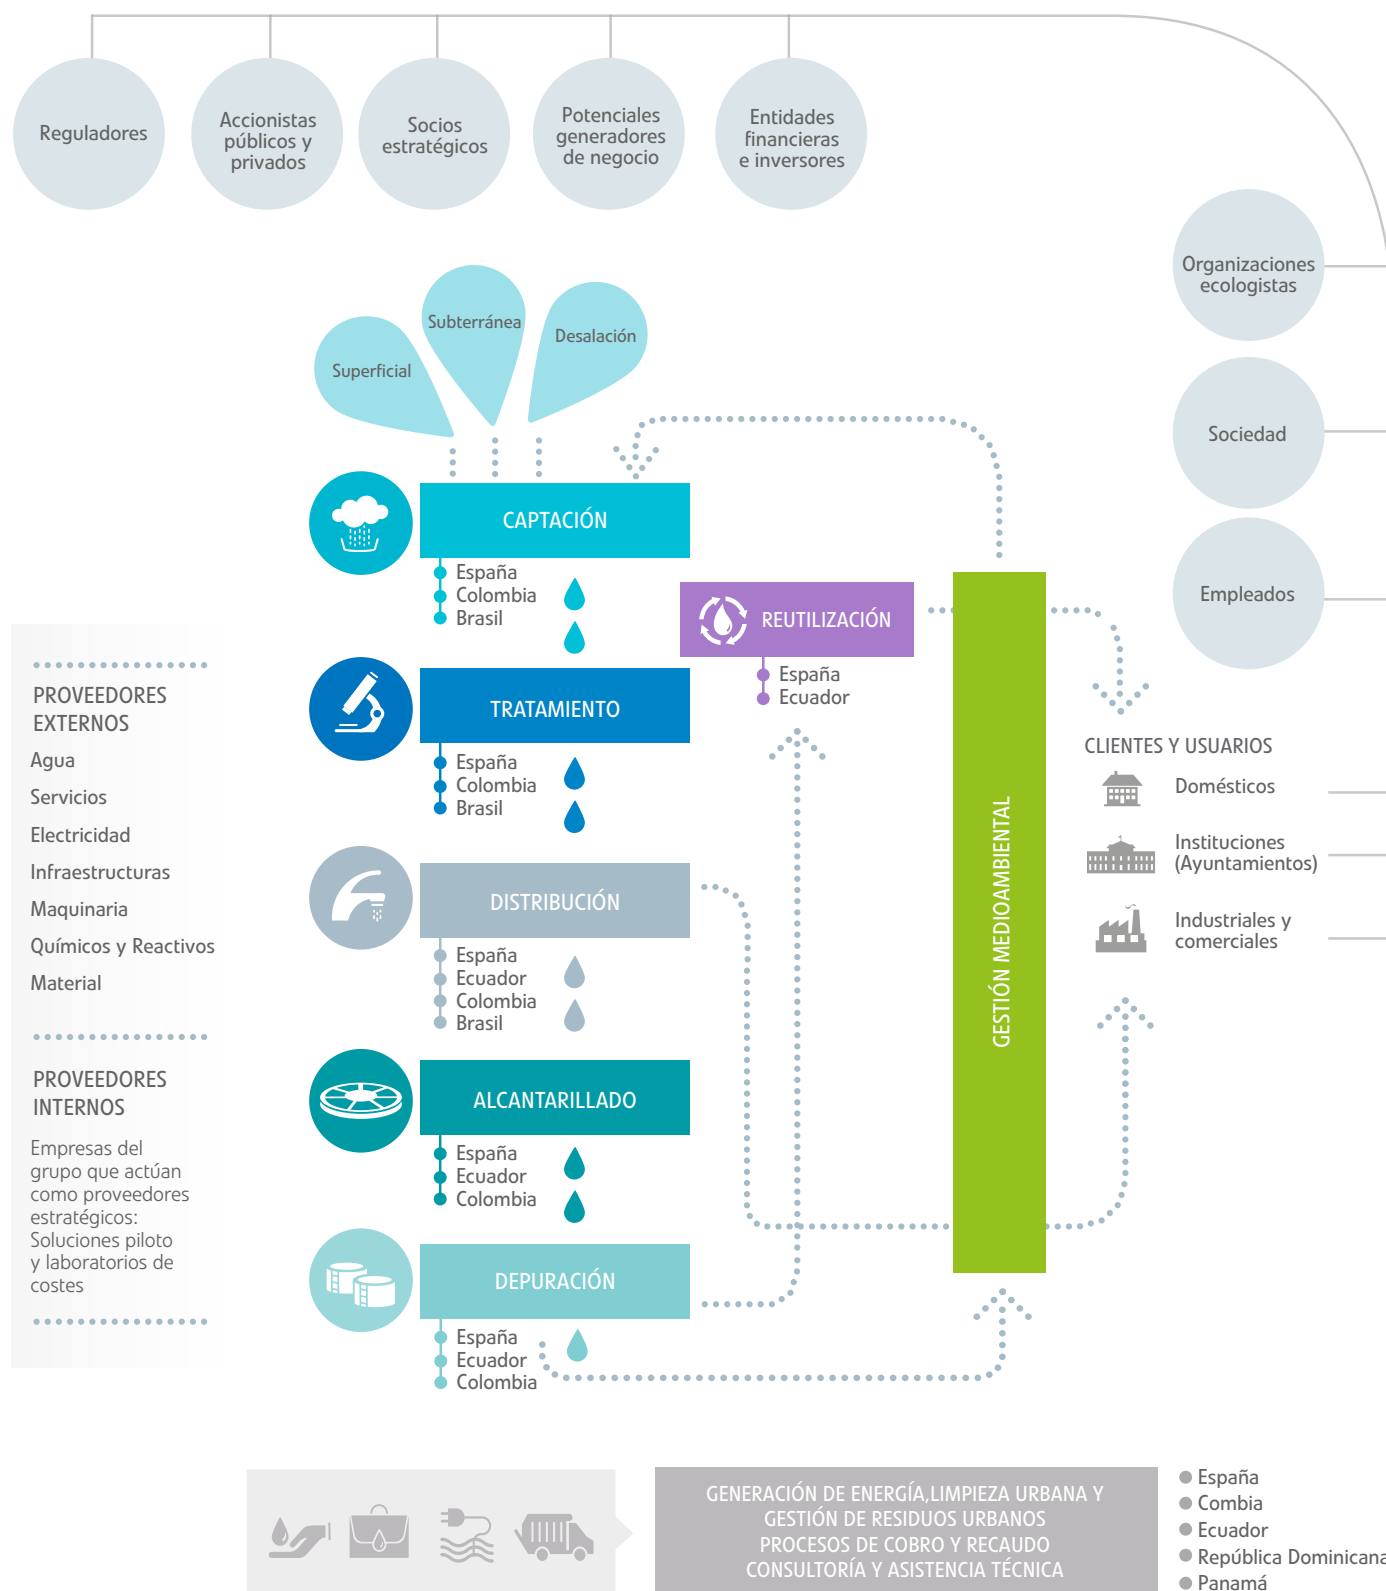 Reguladores
Accionistas
públicos y
privados
Socios
estratégicos
Potenciales
generadores
de negocio
Entidades
financieras
e inversores
Organizaciones
ecologistas
Sociedad
Empleados
Superficial
Subterránea
Desalación
CAPTACIÓN
España
Colombia
Brasil
REUTILIZACIÓN
España
Ecuador
TRATAMIENTO
España
Colombia
Brasil
DISTRIBUCIÓN
España
Ecuador
Colombia
Brasil
ALCANTARILLADO
España
Ecuador
Colombia
DEPURACIÓN
España
Ecuador
Colombia
PROVEEDORES
EXTERNOS
Agua
Servicios
Electricidad
Infraestructuras
Maquinaria
Químicos y Reactivos
Material
PROVEEDORES
INTERNOS
Empresas del
grupo que actúan
como proveedores
estratégicos:
Soluciones piloto
y laboratorios de
costes
GESTIÓN MEDIOAMBIENTAL
CLIENTES Y USUARIOS
Domésticos
Instituciones
(Ayuntamientos)
Industriales y
comerciales
GENERACIÓN DE ENERGÍA,LIMPIEZA URBANA Y
GESTIÓN DE RESIDUOS URBANOS
PROCESOS DE COBRO Y RECAUDO
CONSULTORÍA Y ASISTENCIA TÉCNICA
España
Combia
Ecuador
República Dominicana
Panamá